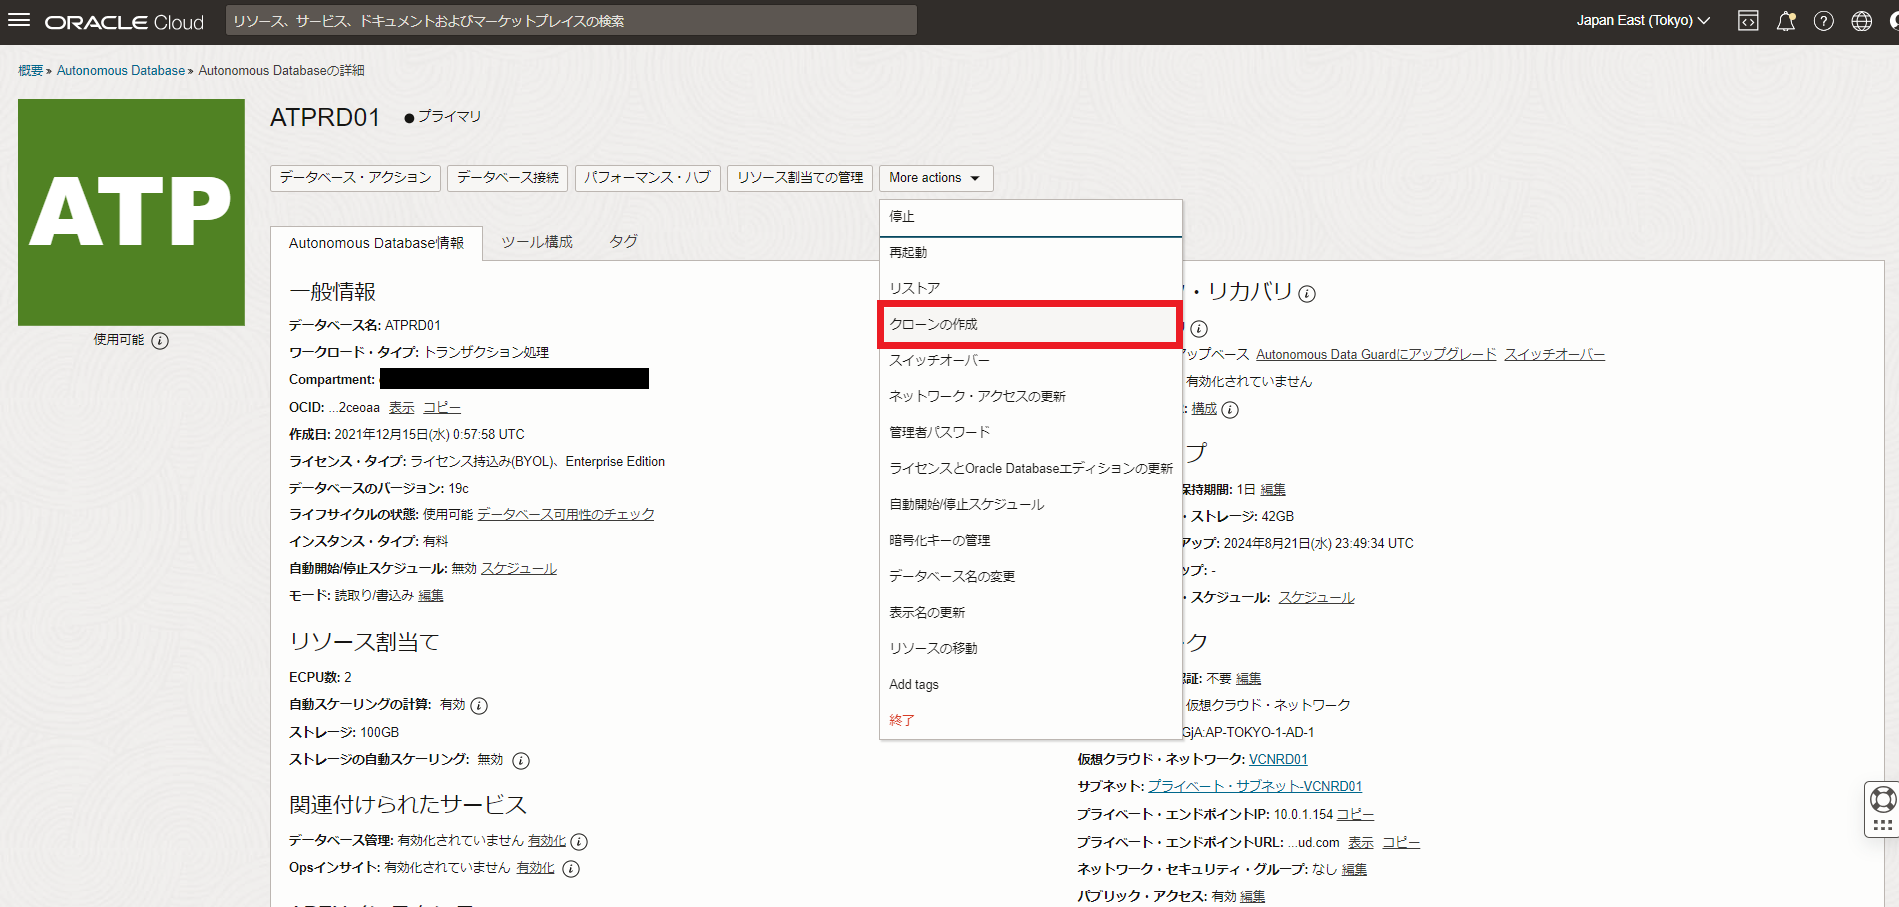 ORACLE Cloud
リソース、サービス、ドキュメントおよびマーケットプレイスの検索
Japan East (Tokyo)
概要 » Autonomous Database » Autonomous Databaseの詳細
ATP
使用可能
ATPRD01
プライマリ
データベース・アクション
データベース接続
パフォーマンス・ハブ
リソース割当ての管理
More actions
Autonomous Database情報
ツール構成
タグ
一般情報
データベース名: ATPRD01
ワークロード・タイプ: トランザクション処理
Compartment:
OCID: ...2ceoaa 表示 コピー
作成日: 2021年12月15日(水) 0:57:58 UTC
ライセンス・タイプ: ライセンス持込み(BYOL)、Enterprise Edition
データベースのバージョン: 19c
ライフサイクルの状態: 使用可能 データベース可用性のチェック
インスタンス・タイプ: 有料
自動開始/停止スケジュール: 無効 スケジュール
モード: 読取り/書込み 編集
リソース割当て
ECPU数: 2
自動スケーリングの計算: 有効
ストレージ: 100GB
ストレージの自動スケーリング: 無効
関連付けられたサービス
データベース管理: 有効化されていません 有効化
Opsインサイト: 有効化されていません 有効化
停止
再起動
リストア
クローンの作成
スイッチオーバー
ネットワーク・アクセスの更新
管理者パスワード
ライセンスとOracle Databaseエディションの更新
自動開始/停止スケジュール
暗号化キーの管理
データベース名の変更
表示名の更新
リソースの移動
Add tags
終了
・リカバリ
アップベース Autonomous Data Guardにアップグレード スイッチオーバー
有効化されていません
: 構成
プ
保持期間: 1日 編集
・ストレージ: 42GB
アップ: 2024年8月21日(水) 23:49:34 UTC
ップ: -
・スケジュール: スケジュール
ク
認証: 不要 編集
仮想クラウド・ネットワーク
GjA:AP-TOKYO-1-AD-1
仮想クラウド・ネットワーク: VCNRD01
サブネット: プライベート・サブネット-VCNRD01
プライベート・エンドポイントIP: 10.0.1.154 コピー
プライベート・エンドポイントURL: ...ud.com 表示 コピー
ネットワーク・セキュリティ・グループ: なし 編集
パブリック・アクセス: 有効 編集